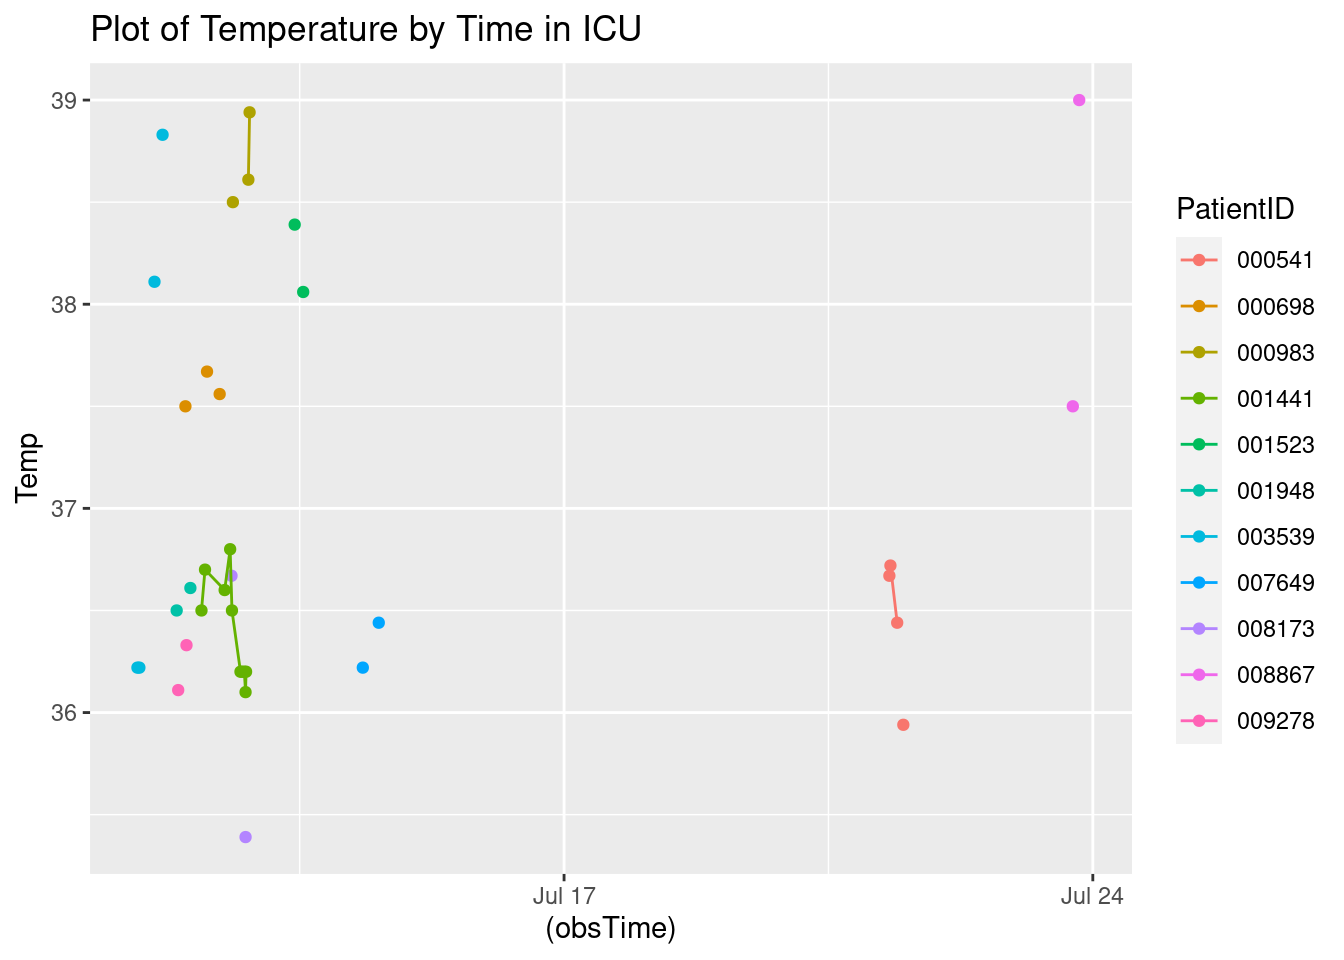 Plot of Temperature by Time in ICU
39
38
37
36
Temp
Jul 17
Jul 24
(obsTime)
PatientID
000541
000698
000983
001441
001523
001948
003539
007649
008173
008867
009278